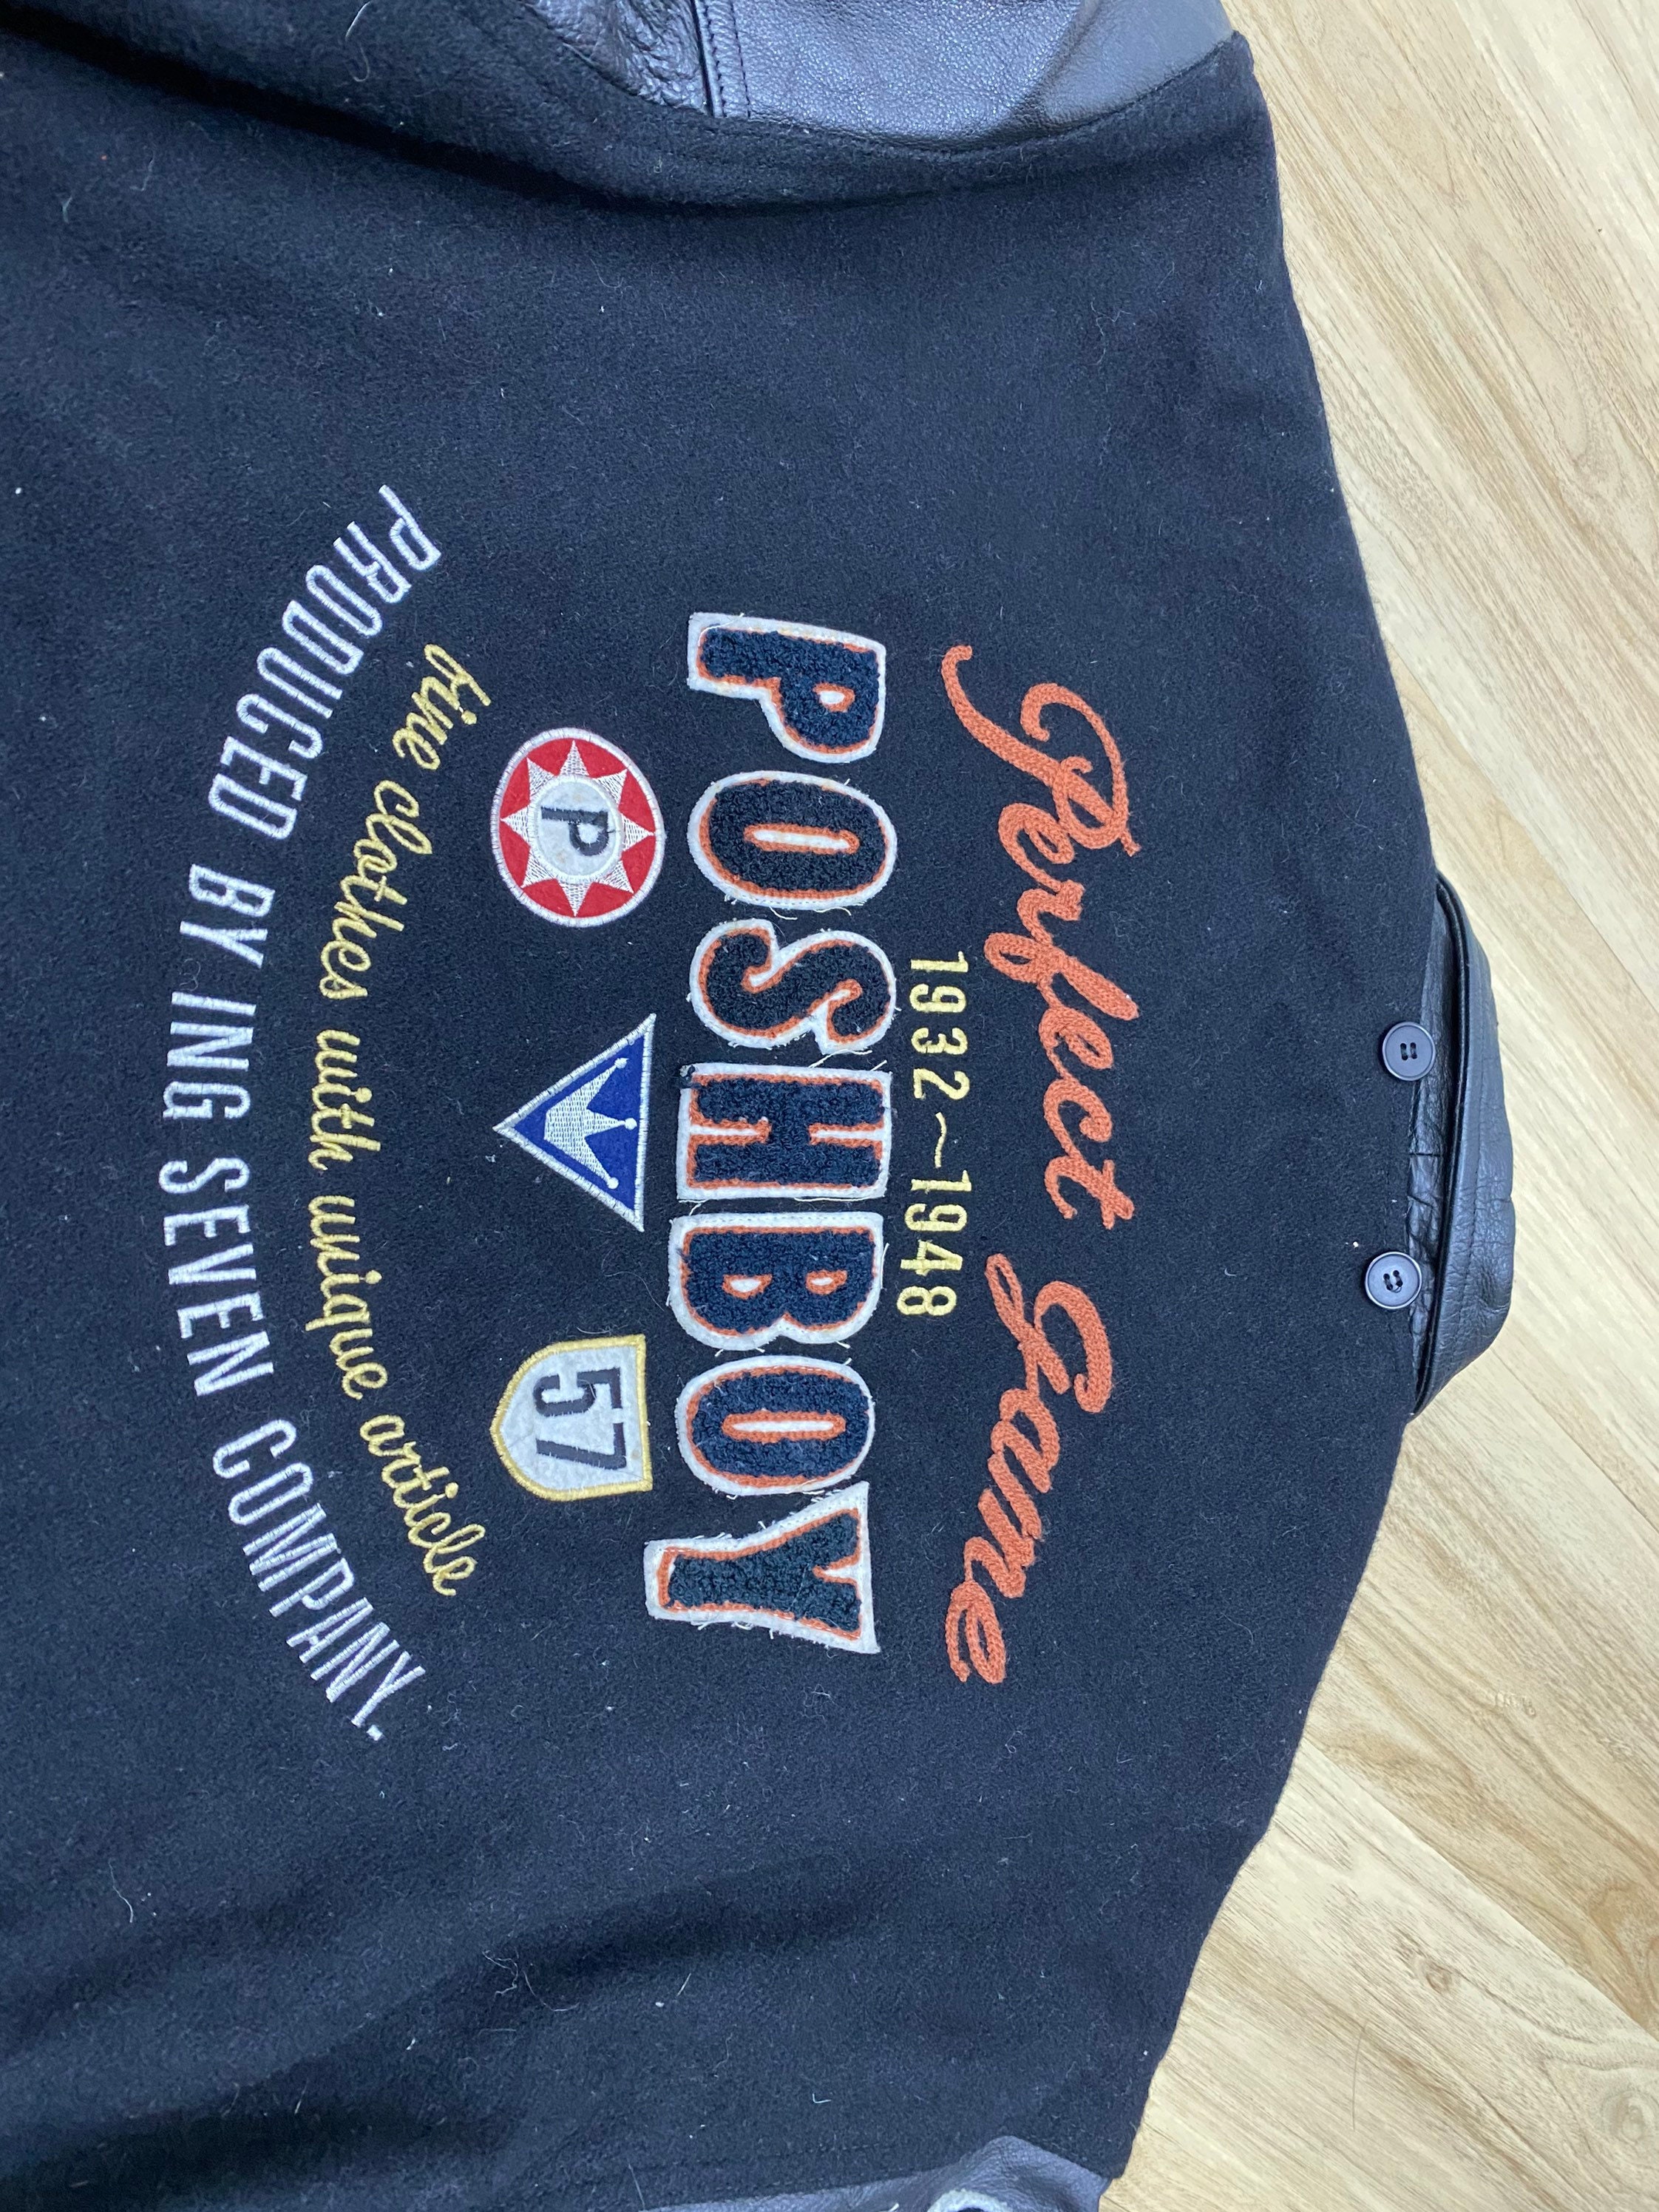 Perfect Game
1932~1948
POSHBOY
P
57
fine clothes with unique article
PRODUCED BY ING SEVEN COMPANY.